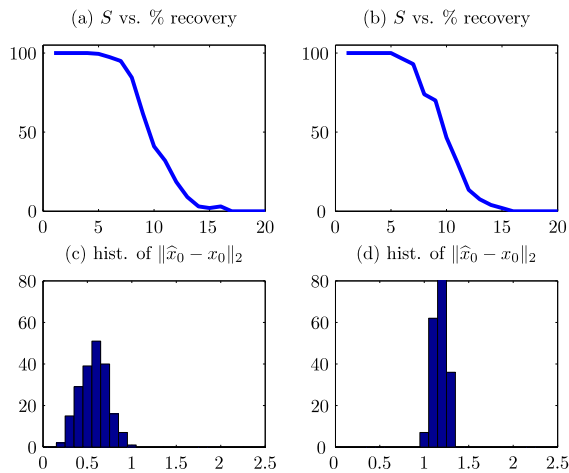 (a) S vs. % recovery
(b) S vs. % recovery
100
50
0
0 5 10 15 20
100
50
0
0 5 10 15 20
(c) hist. of ‖x̂₀ − x₀‖₂
(d) hist. of ‖x̂₀ − x₀‖₂
80
60
40
20
0
0 0.5 1 1.5 2 2.5
80
60
40
20
0
0 0.5 1 1.5 2 2.5